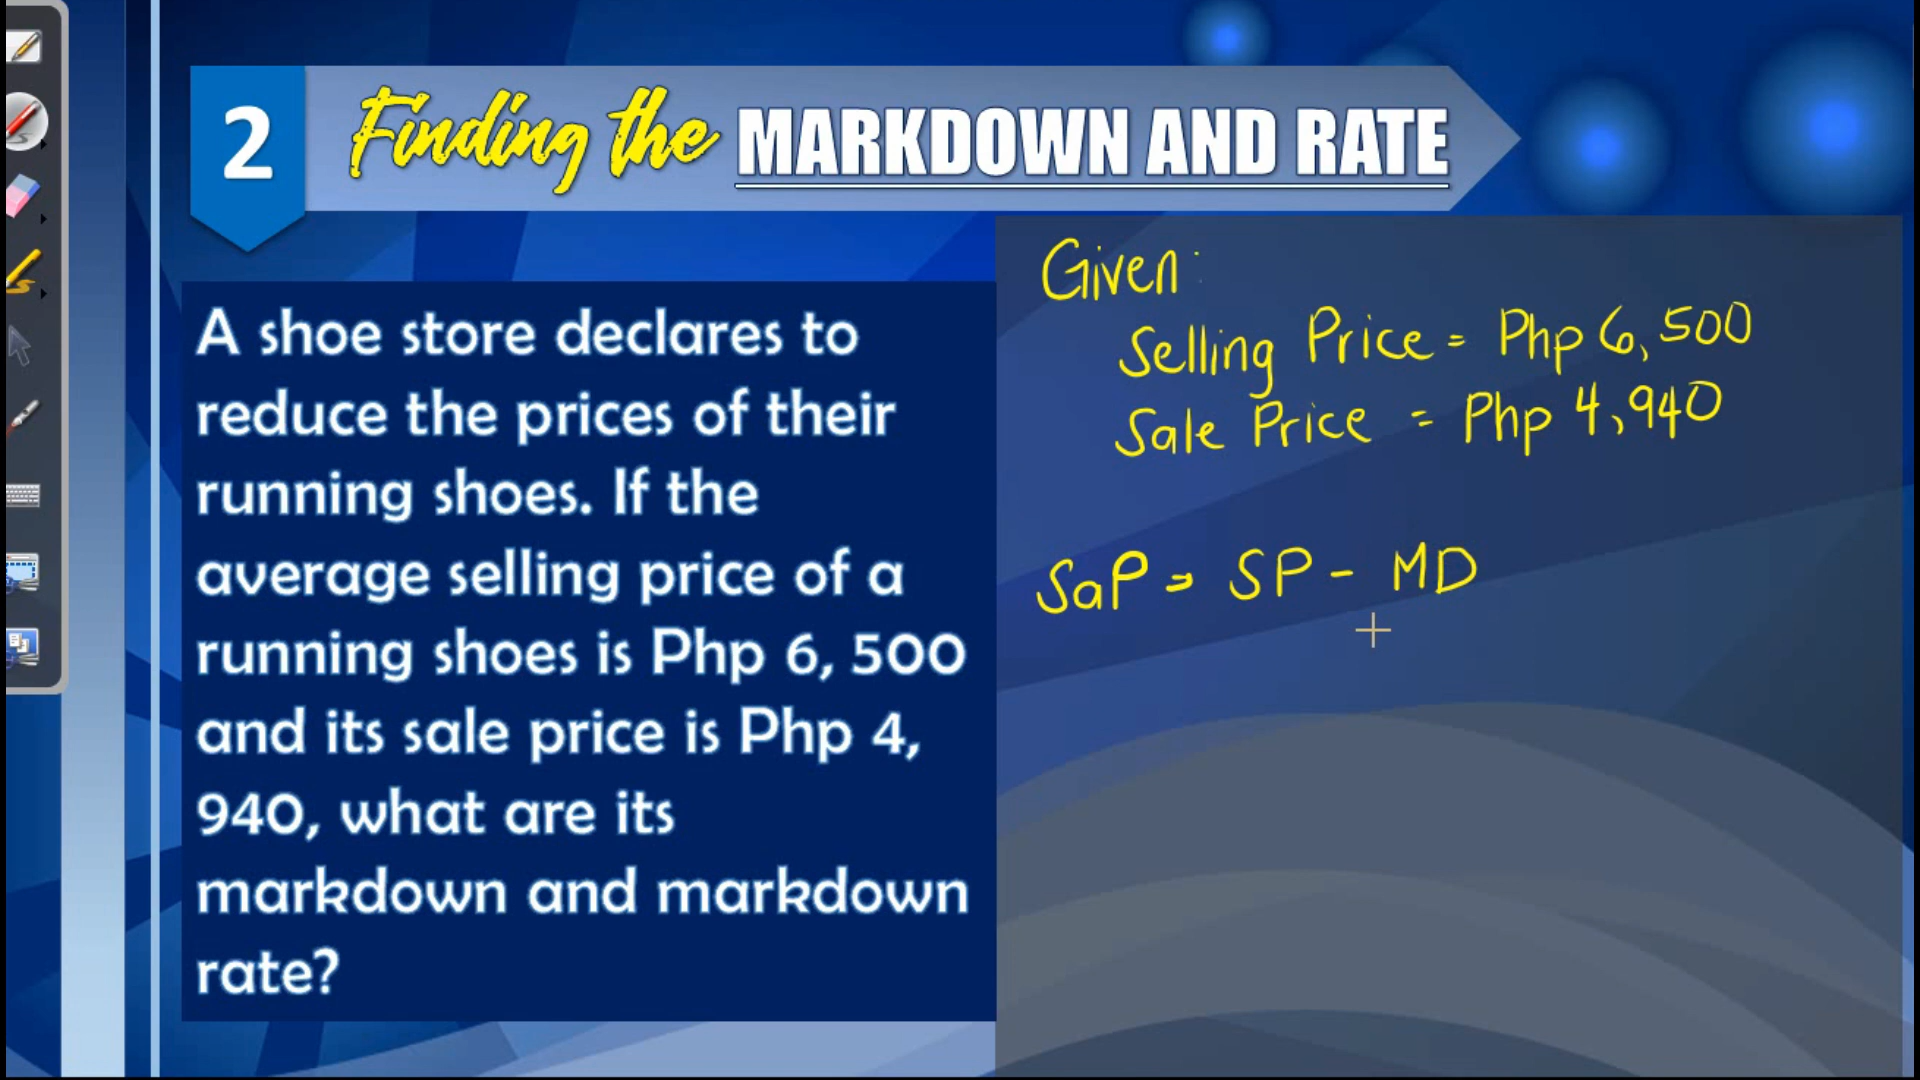 2 Finding the MARKDOWN AND RATE
A shoe store declares to
reduce the prices of their
running shoes. If the
average selling price of a
running shoes is Php 6, 500
and its sale price is Php 4,
940, what are its
markdown and markdown
rate?
Given:
Selling Price = Php 6,500
Sale Price = Php 4,940
SaP = SP - MD